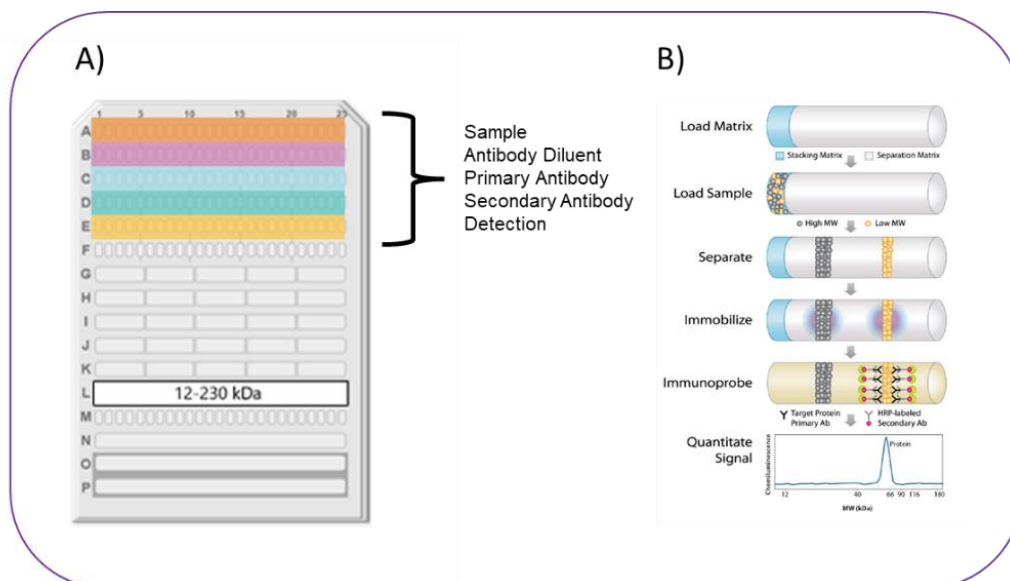 A)
1 5 10 15 20 25
A
B
C
D
E
F
G
H
I
J
K
L 12-230 kDa
M
N
O
P
Sample
Antibody Diluent
Primary Antibody
Secondary Antibody
Detection
B)
Load Matrix
Stacking Matrix Separation Matrix
Load Sample
High MW Low MW
Separate
Immobilize
Immunoprobe
Target Protein
Primary Ab
HRP-labeled
Secondary Ab
Quantitate
Signal
Chemiluminescence
Protein
12 40 66 90 116 180
MW (kDa)